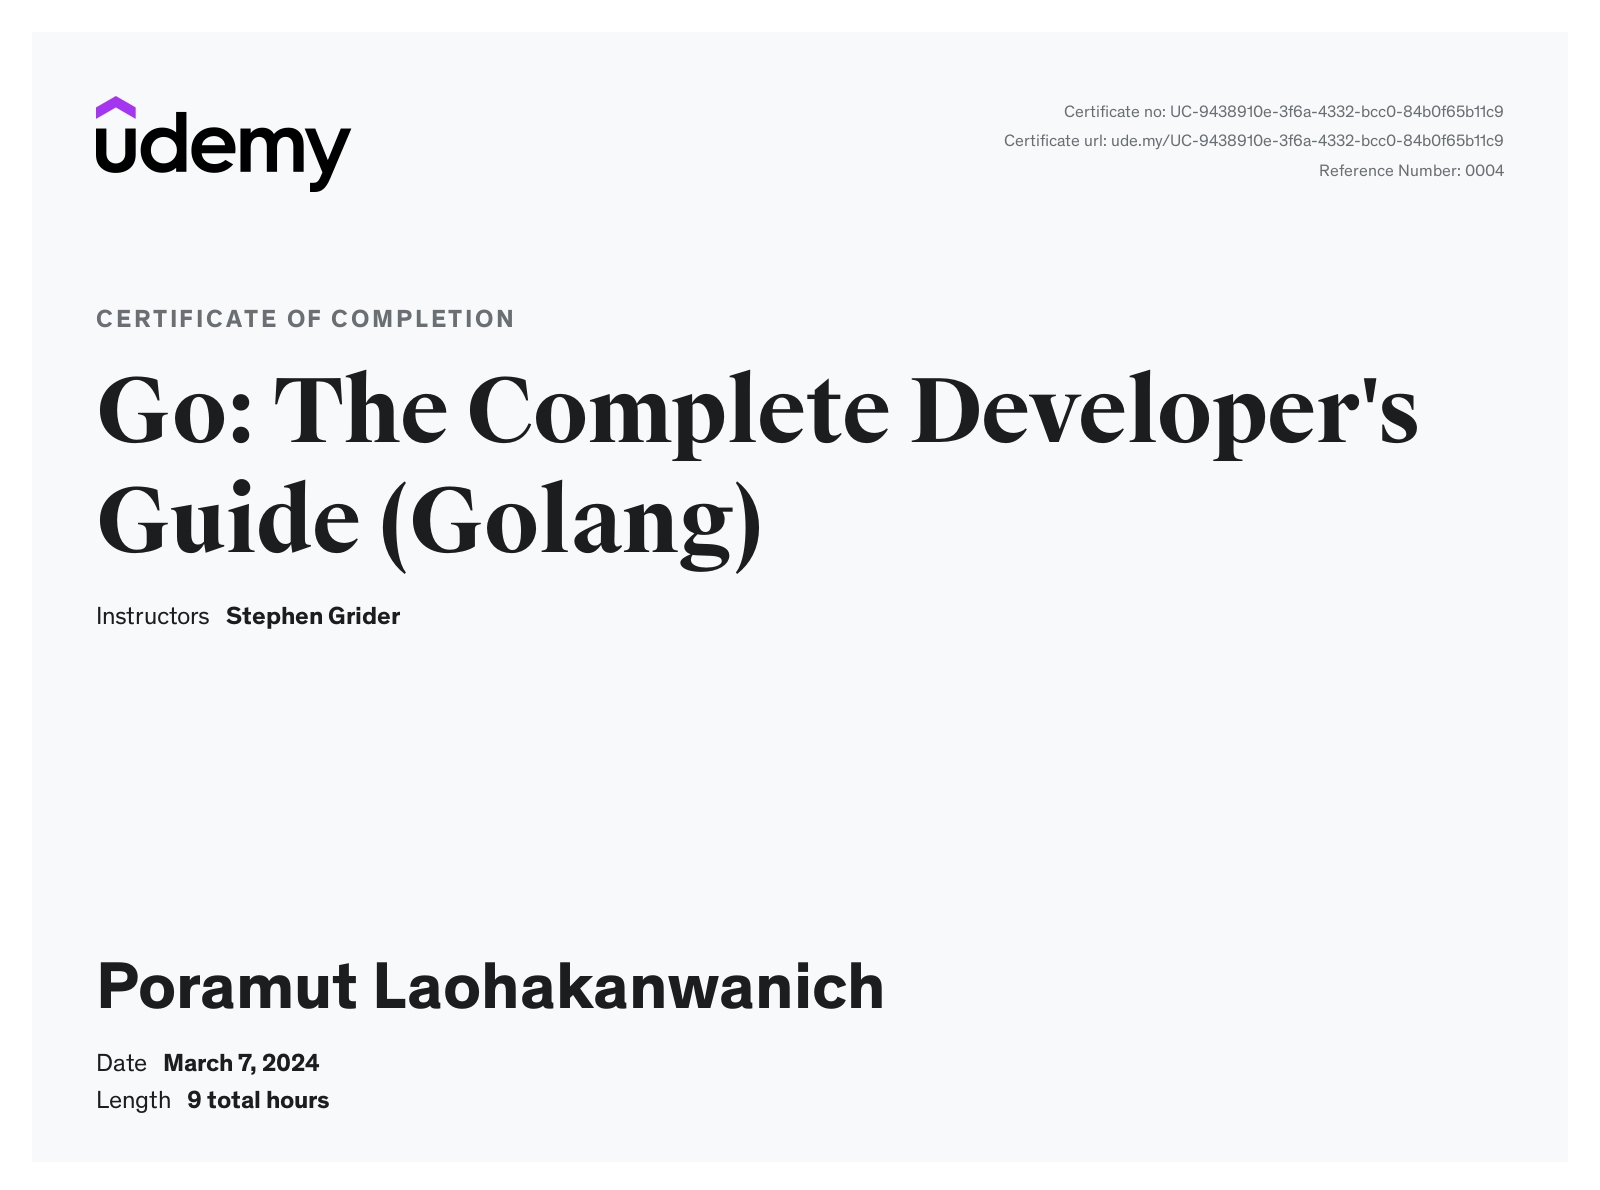 udemy
Certificate no: UC-9438910e-3f6a-4332-bcc0-84b0f65b11c9
Certificate url: ude.my/UC-9438910e-3f6a-4332-bcc0-84b0f65b11c9
Reference Number: 0004
CERTIFICATE OF COMPLETION
Go: The Complete Developer's
Guide (Golang)
Instructors Stephen Grider
Poramut Laohakanwanich
Date March 7, 2024
Length 9 total hours